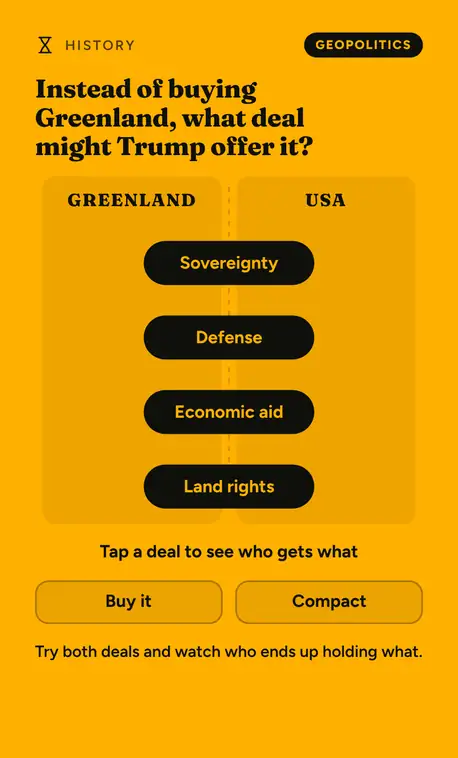 HISTORY
GEOPOLITICS
Instead of buying
Greenland, what deal
might Trump offer it?
GREENLAND
USA
Sovereignty
Defense
Economic aid
Land rights
Tap a deal to see who gets what
Buy it
Compact
Try both deals and watch who ends up holding what.